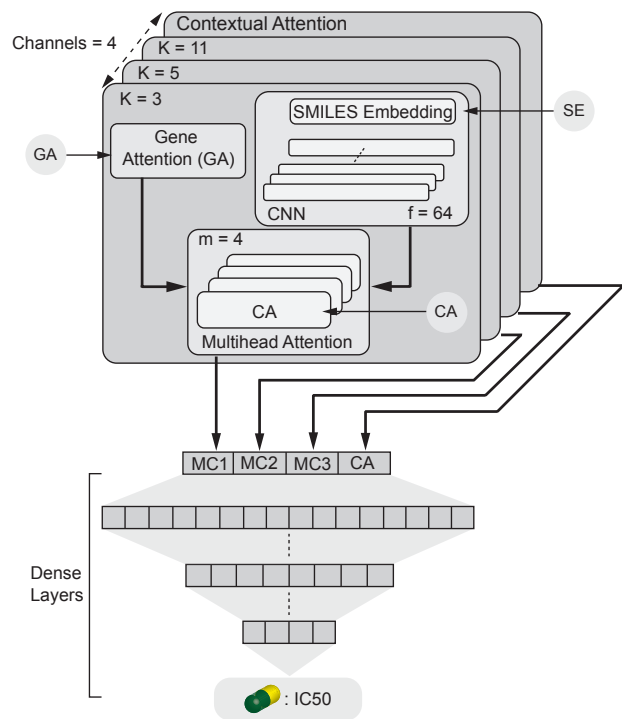 Contextual Attention
Channels = 4
K = 11
K = 5
K = 3
SMILES Embedding
SE
GA
Gene
Attention (GA)
CNN
f = 64
m = 4
CA
CA
Multihead Attention
MC1 MC2 MC3 CA
Dense
Layers
: IC50